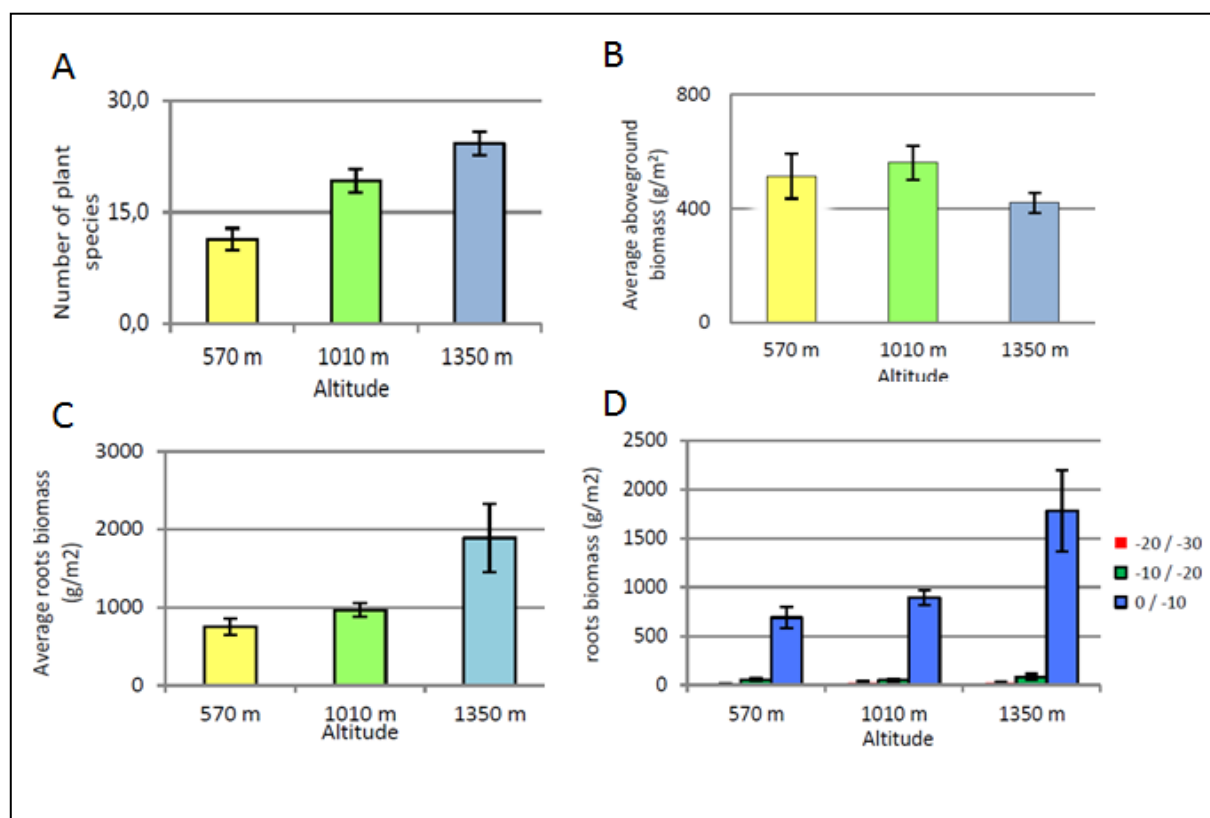 A
Number of plant
species
30,0
15,0
0,0
570 m 1010 m 1350 m
Altitude
B
Average aboveground
biomass (g/m²)
800
400
0
570 m 1010 m 1350 m
Altitude
C
Average roots biomass
(g/m2)
3000
2000
1000
0
570 m 1010 m 1350 m
Altitude
D
roots biomass (g/m2)
2500
2000
1500
1000
500
0
570 m 1010 m 1350 m
Altitude
-20 / -30
-10 / -20
0 / -10